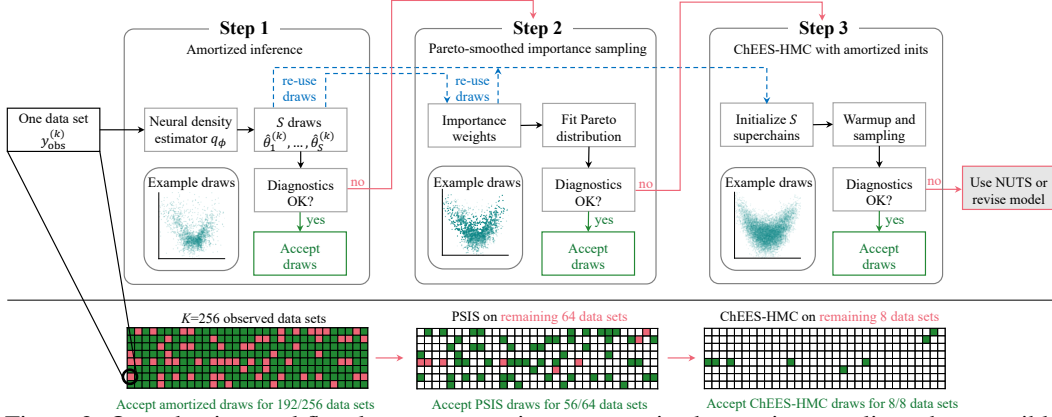 Step 1
Amortized inference
re-use
draws
One data set
y_obs^(k)
Neural density
estimator q_ϕ
S draws
θ̂_1^(k), ..., θ̂_S^(k)
Example draws
Diagnostics
OK?
no
yes
Accept
draws
Step 2
Pareto-smoothed importance sampling
re-use
draws
Importance
weights
Fit Pareto
distribution
Example draws
Diagnostics
OK?
no
yes
Accept
draws
Step 3
ChEES-HMC with amortized inits
Initialize S
superchains
Warmup and
sampling
Example draws
Diagnostics
OK?
no
yes
Accept
draws
Use NUTS or
revise model
K=256 observed data sets
Accept amortized draws for 192/256 data sets
PSIS on remaining 64 data sets
Accept PSIS draws for 56/64 data sets
ChEES-HMC on remaining 8 data sets
Accept ChEES-HMC draws for 8/8 data sets